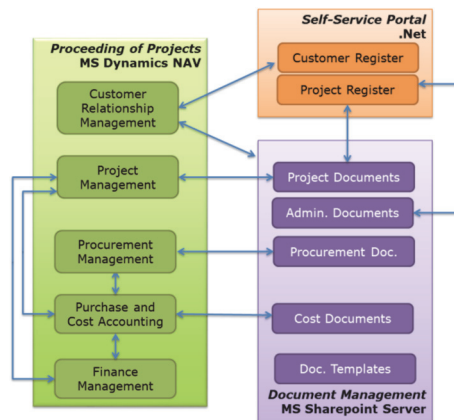 Proceeding of Projects
MS Dynamics NAV
Customer
Relationship
Management
Project
Management
Procurement
Management
Purchase and
Cost Accounting
Finance
Management
Self-Service Portal
.Net
Customer Register
Project Register
Project Documents
Admin. Documents
Procurement Doc.
Cost Documents
Doc. Templates
Document Management
MS Sharepoint Server